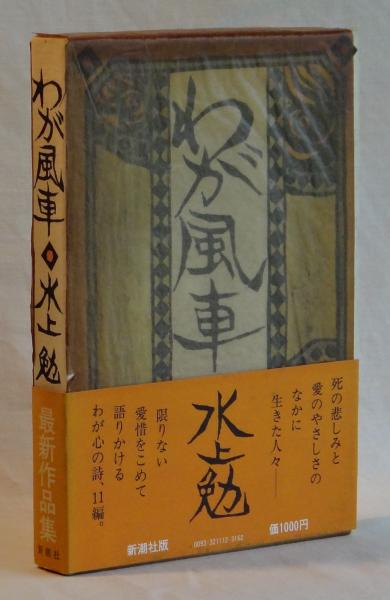 わが風車
水上勉
最新作品集
新潮社
わが風車
死の悲しみと
愛のやさしさの
なかに
生きた人々——
水上勉
限りない
愛惜をこめて
語りかける
わが心の詩、11編。
新潮社版
0093-321112-3162
価1000円